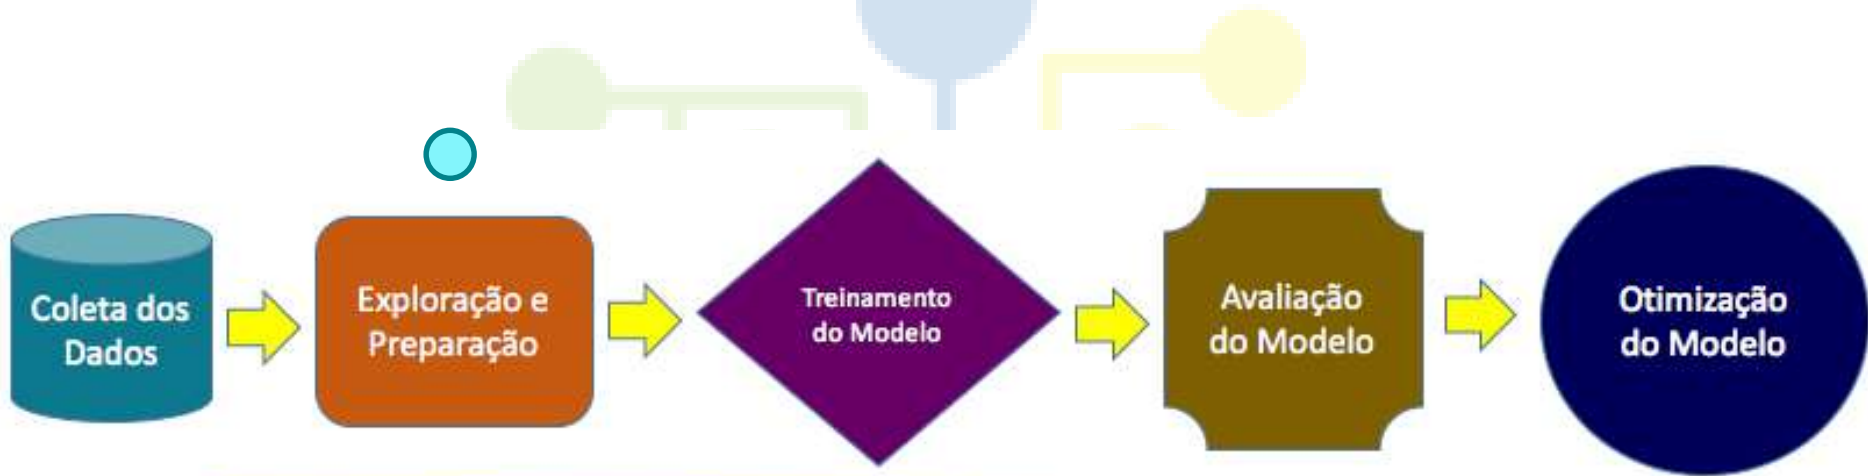 Coleta dos
Dados
Exploração e
Preparação
Treinamento
do Modelo
Avaliação
do Modelo
Otimização
do Modelo